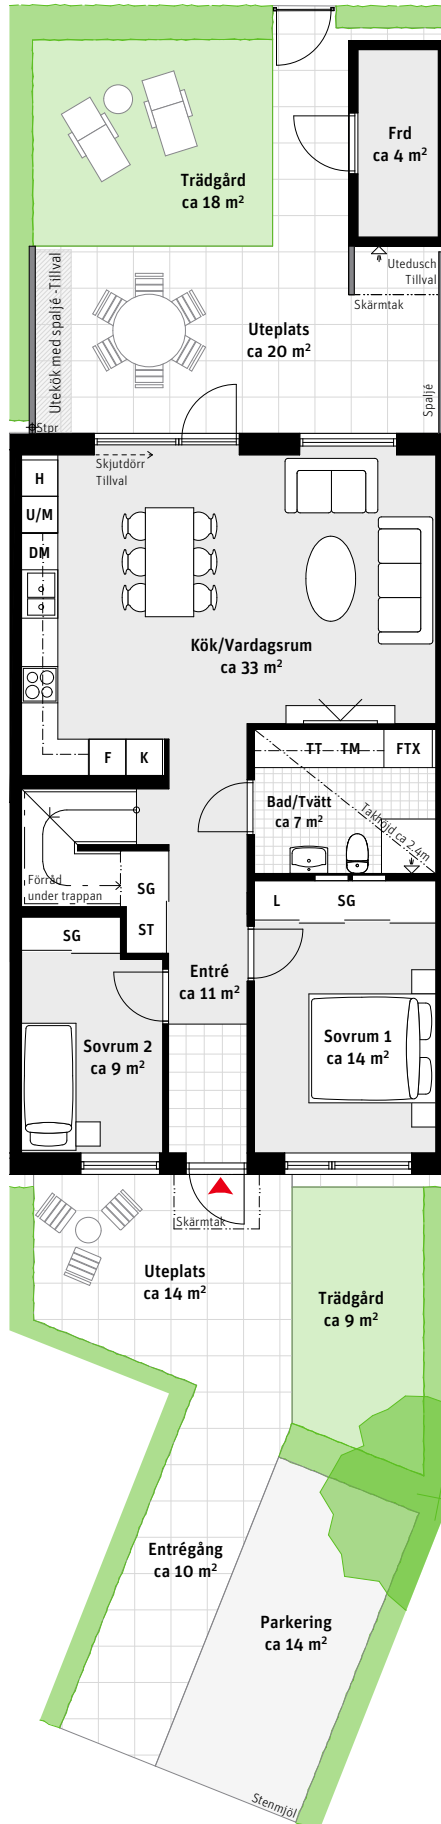 Frd
ca 4 m²
Trädgård
ca 18 m²
Utedusch
Tillval
Skärmtak
Utekök med spaljé -Tillval
Uteplats
ca 20 m²
Spaljé
Stpr
Skjutdörr
Tillval
H
U/M
DM
Kök/Vardagsrum
ca 33 m²
F
K
TT
TM
FTX
Bad/Tvätt
ca 7 m²
Takhöjd ca 2.4m
Förråd
under trappan
SG
ST
SG
L
SG
Entré
ca 11 m²
Sovrum 2
ca 9 m²
Sovrum 1
ca 14 m²
Skärmtak
Uteplats
ca 14 m²
Trädgård
ca 9 m²
Entrégång
ca 10 m²
Parkering
ca 14 m²
Stenmjöl